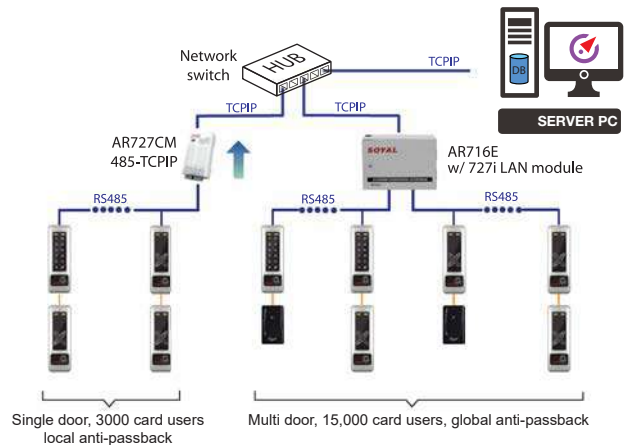 Network
switch
HUB
TCPIP
DB
SERVER PC
TCPIP
TCPIP
AR727CM
485-TCPIP
SOYAL
AR716E
w/ 727i LAN module
RS485
RS485
RS485
Single door, 3000 card users
local anti-passback
Multi door, 15,000 card users, global anti-passback